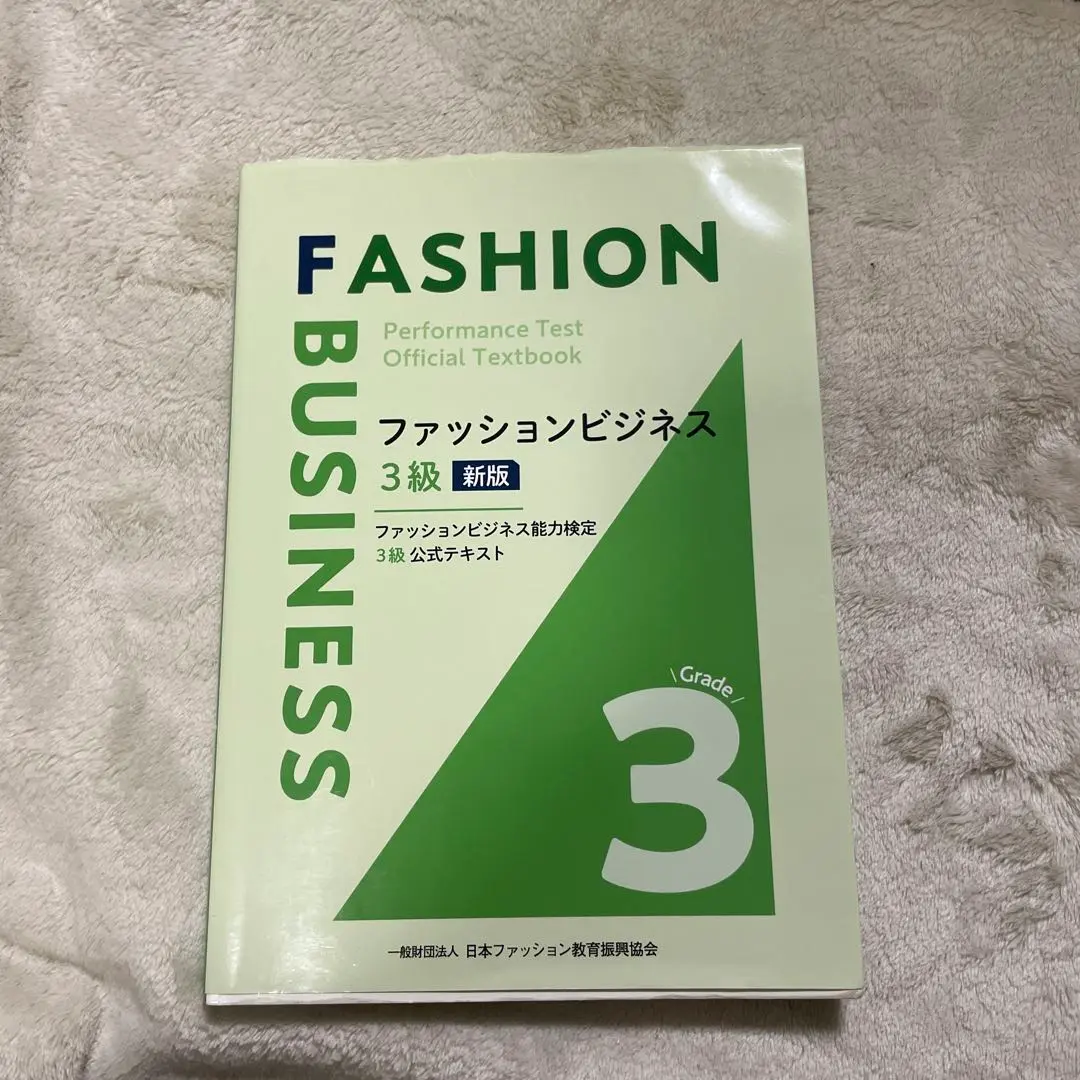 FASHION
BUSINESS
Performance Test
Official Textbook
ファッションビジネス
3級 新版
ファッションビジネス能力検定
3級 公式テキスト
\Grade/
3
一般財団法人 日本ファッション教育振興協会